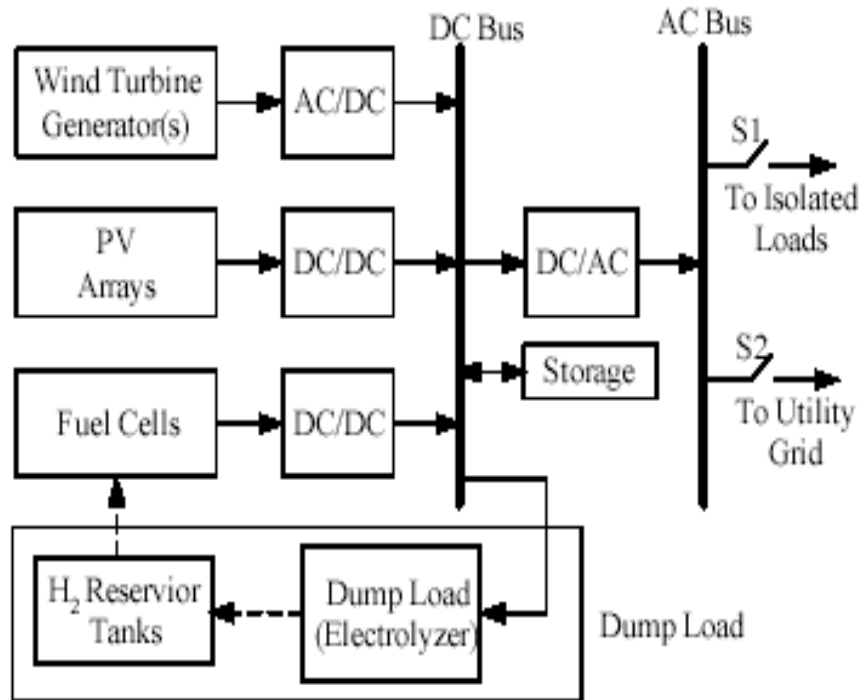 DC Bus
AC Bus
Wind Turbine
Generator(s)
AC/DC
S1
To Isolated
Loads
PV
Arrays
DC/DC
DC/AC
S2
Storage
To Utility
Grid
Fuel Cells
DC/DC
H2 Reservior
Tanks
Dump Load
(Electrolyzer)
Dump Load